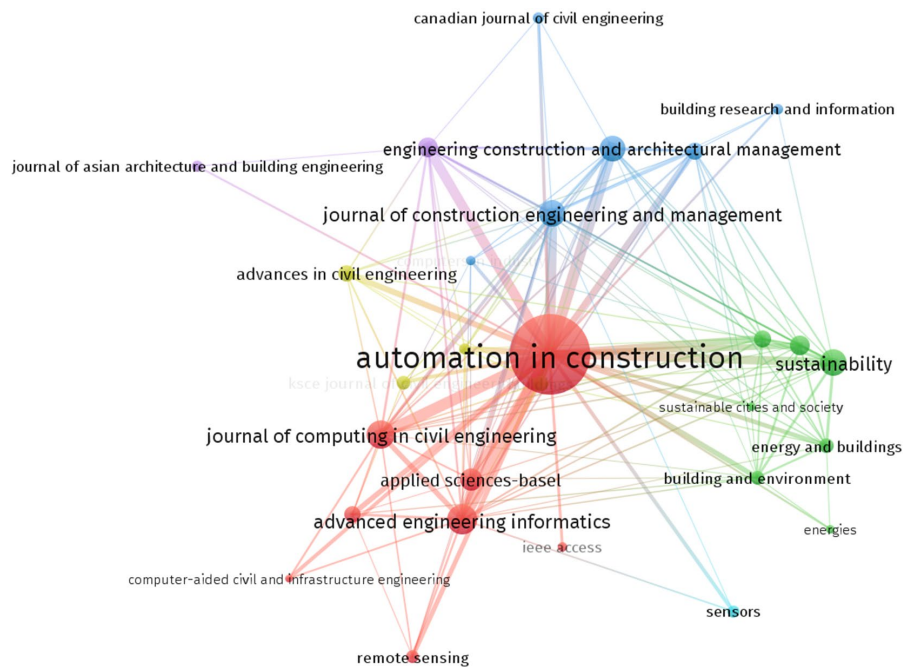 canadian journal of civil engineering
building research and information
engineering construction and architectural management
journal of asian architecture and building engineering
journal of construction engineering and management
advances in civil engineering
automation in construction
sustainability
sustainable cities and society
journal of computing in civil engineering
energy and buildings
building and environment
applied sciences-basel
advanced engineering informatics
energies
ieee access
computer-aided civil and infrastructure engineering
sensors
remote sensing